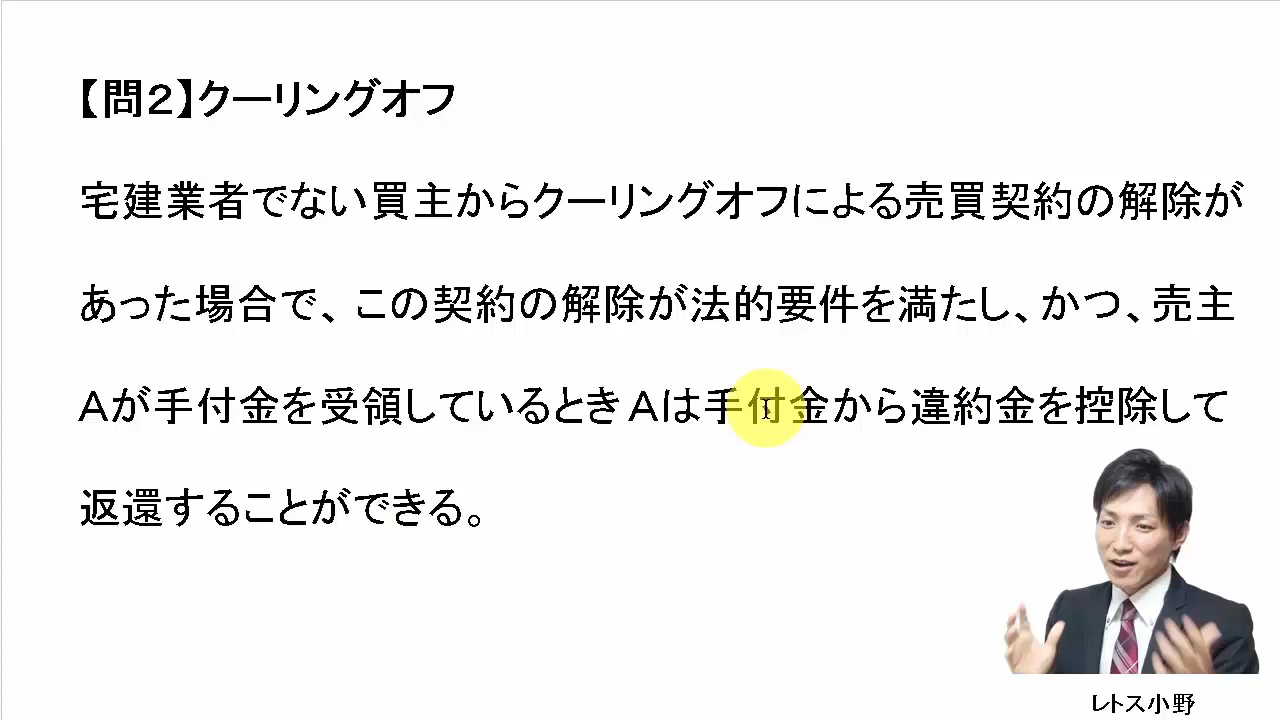 【問２】クーリングオフ
宅建業者でない買主からクーリングオフによる売買契約の解除が
あった場合で、この契約の解除が法的要件を満たし、かつ、売主
Ａが手付金を受領しているときＡは手付金から違約金を控除して
返還することができる。
レトス小野